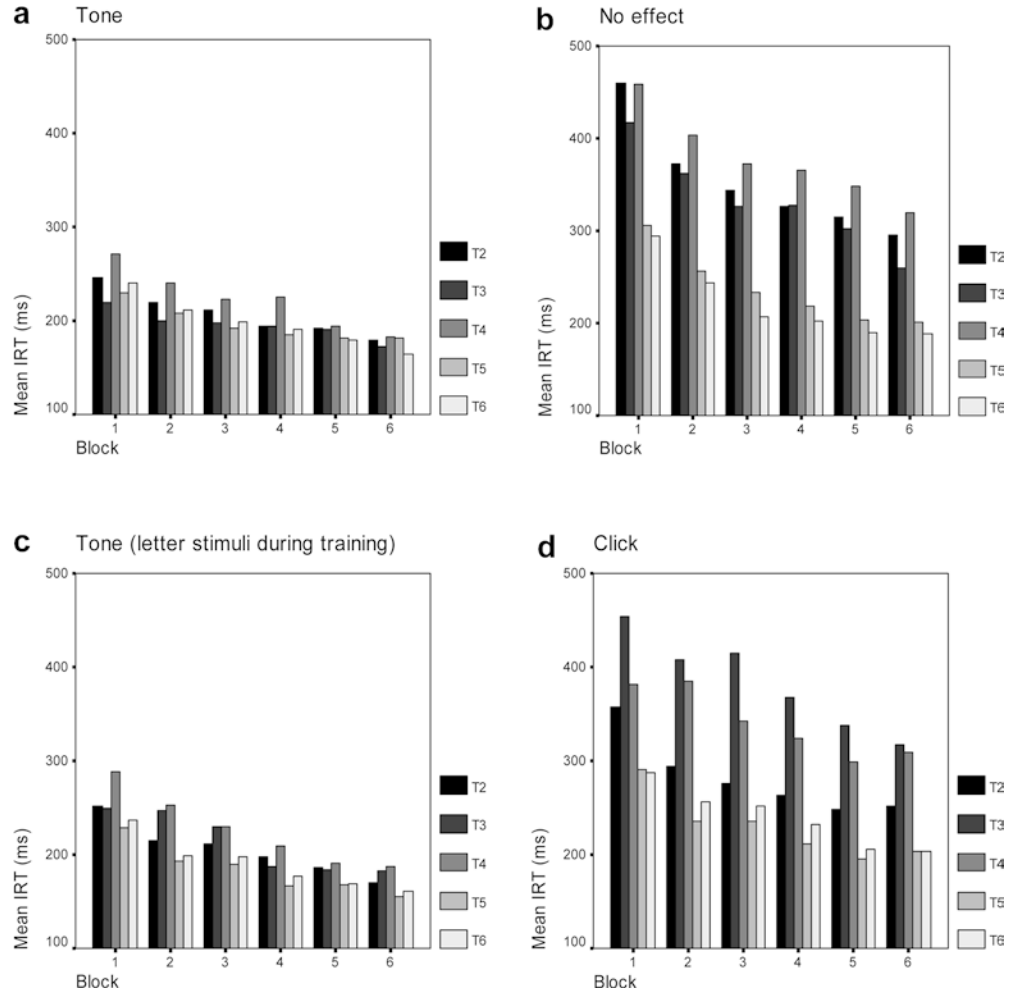 a Tone
500
400
300
200
100
Mean IRT (ms)
1 2 3 4 5 6
Block
T2
T3
T4
T5
T6
b No effect
500
400
300
200
100
Mean IRT (ms)
1 2 3 4 5 6
Block
T2
T3
T4
T5
T6
c Tone (letter stimuli during training)
500
400
300
200
100
Mean IRT (ms)
1 2 3 4 5 6
Block
T2
T3
T4
T5
T6
d Click
500
400
300
200
100
Mean IRT (ms)
1 2 3 4 5 6
Block
T2
T3
T4
T5
T6